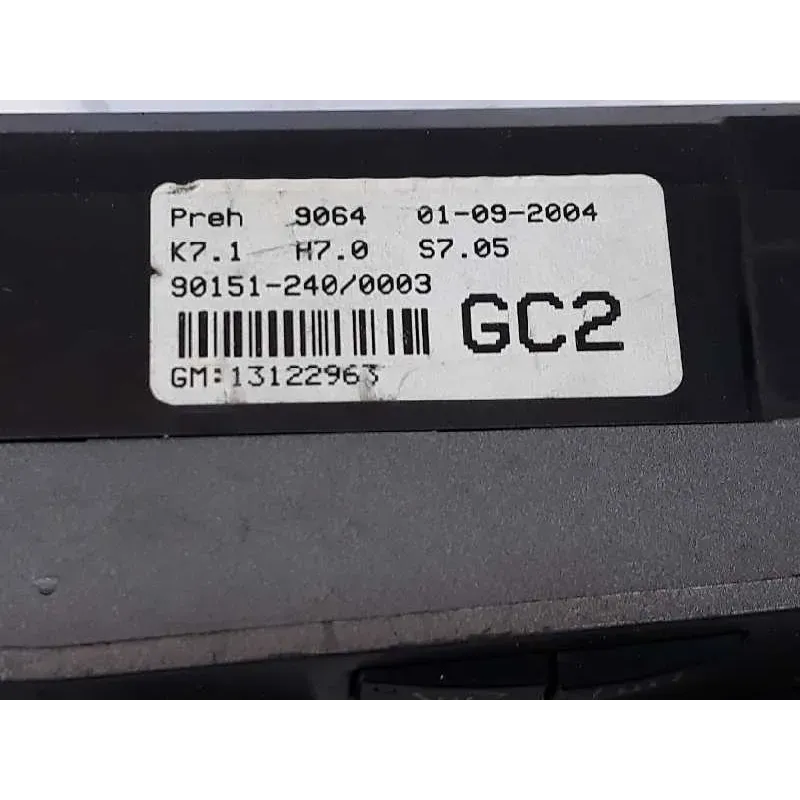 Preh 9064 01-09-2004
K7.1 H7.0 S7.05
90151-240/0003
GC2
GM:13122963